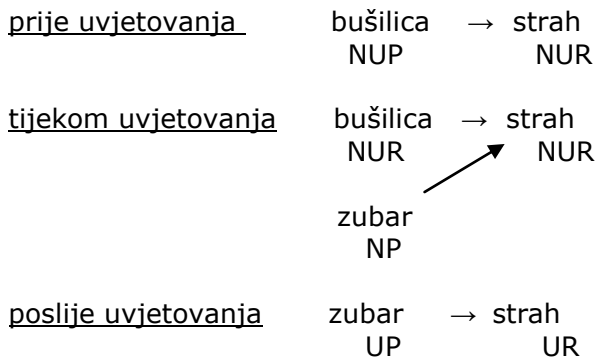 prije uvjetovanja bušilica → strah
NUP NUR
tijekom uvjetovanja bušilica → strah
NUR NUR
zubar
NP
poslije uvjetovanja zubar → strah
UP UR